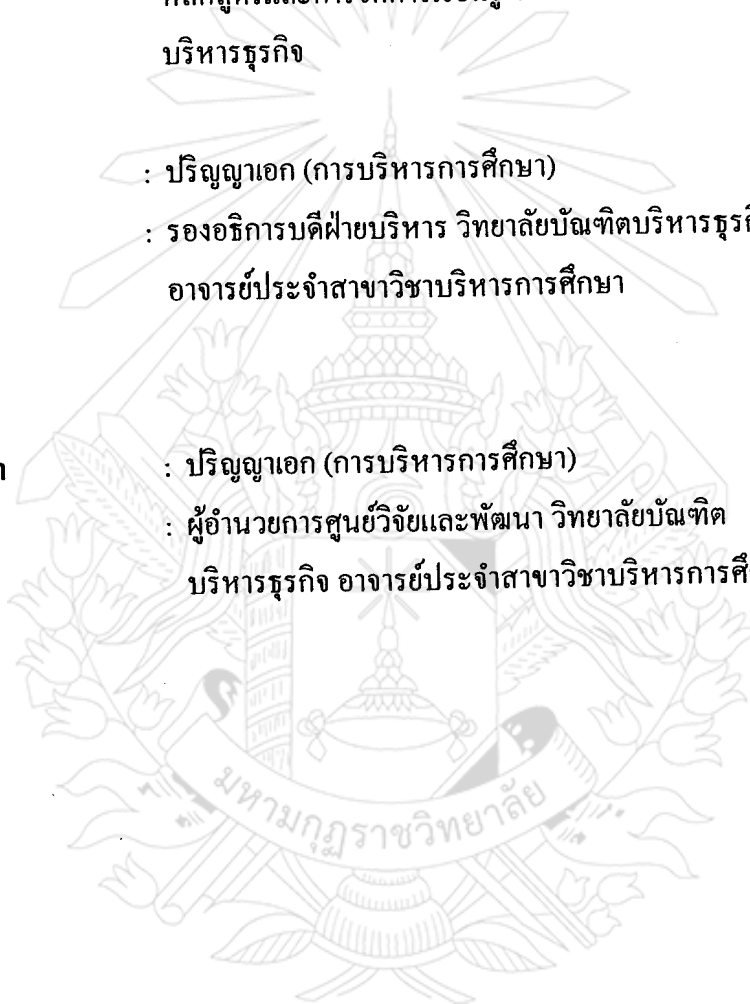 บริหารธุรกิจ
: ปริญญาเอก (การบริหารการศึกษา)
: รองอธิการบดีฝ่ายบริหาร วิทยาลัยบัณฑิตบริหารธุรกิ
อาจารย์ประจำสาขาวิชาบริหารการศึกษา
: ปริญญาเอก (การบริหารการศึกษา)
: ผู้อำนวยการศูนย์วิจัยและพัฒนา วิทยาลัยบัณฑิต
บริหารธุรกิจ อาจารย์ประจำสาขาวิชาบริหารการศึ
มหามกุฏราชวิทยาลัย